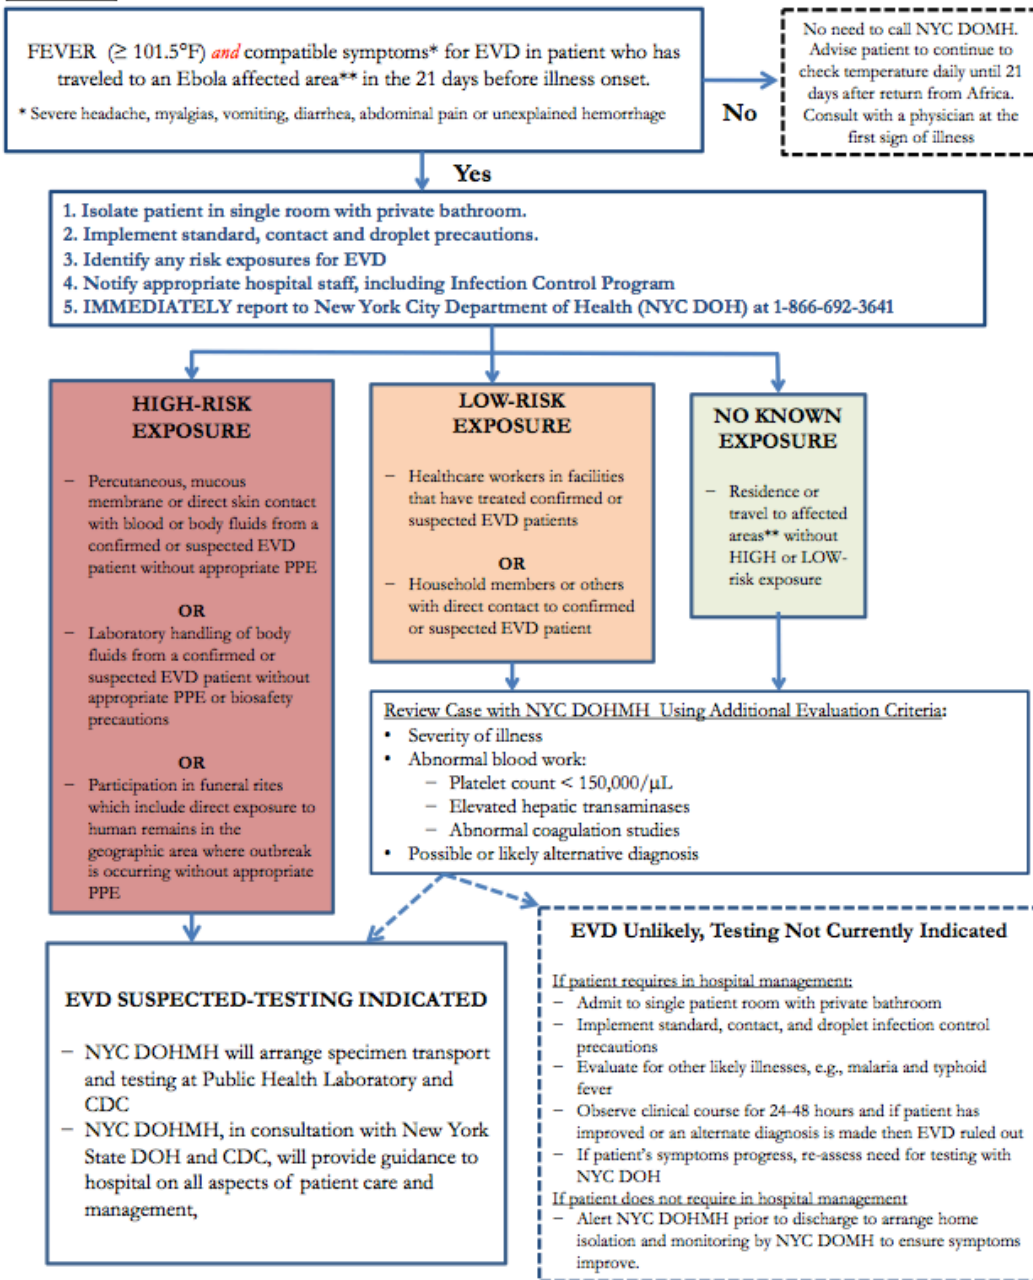 FEVER (≥ 101.5°F) and compatible symptoms* for EVD in patient who has
traveled to an Ebola affected area** in the 21 days before illness onset.
* Severe headache, myalgias, vomiting, diarrhea, abdominal pain or unexplained hemorrhage
No
No need to call NYC DOMH.
Advise patient to continue to
check temperature daily until 21
days after return from Africa.
Consult with a physician at the
first sign of illness
Yes
1. Isolate patient in single room with private bathroom.
2. Implement standard, contact and droplet precautions.
3. Identify any risk exposures for EVD
4. Notify appropriate hospital staff, including Infection Control Program
5. IMMEDIATELY report to New York City Department of Health (NYC DOH) at 1-866-692-3641
HIGH-RISK
EXPOSURE
– Percutaneous, mucous
membrane or direct skin contact
with blood or body fluids from a
confirmed or suspected EVD
patient without appropriate PPE
OR
– Laboratory handling of body
fluids from a confirmed or
suspected EVD patient without
appropriate PPE or biosafety
precautions
OR
– Participation in funeral rites
which include direct exposure to
human remains in the
geographic area where outbreak
is occurring without appropriate
PPE
LOW-RISK
EXPOSURE
– Healthcare workers in facilities
that have treated confirmed or
suspected EVD patients
OR
– Household members or others
with direct contact to confirmed
or suspected EVD patient
NO KNOWN
EXPOSURE
– Residence or
travel to affected
areas** without
HIGH or LOW-
risk exposure
Review Case with NYC DOHMH Using Additional Evaluation Criteria:
• Severity of illness
• Abnormal blood work:
– Platelet count < 150,000/μL
– Elevated hepatic transaminases
– Abnormal coagulation studies
• Possible or likely alternative diagnosis
EVD SUSPECTED-TESTING INDICATED
– NYC DOHMH will arrange specimen transport
and testing at Public Health Laboratory and
CDC
– NYC DOHMH, in consultation with New York
State DOH and CDC, will provide guidance to
hospital on all aspects of patient care and
management,
EVD Unlikely, Testing Not Currently Indicated
If patient requires in hospital management:
– Admit to single patient room with private bathroom
– Implement standard, contact, and droplet infection control
precautions
– Evaluate for other likely illnesses, e.g., malaria and typhoid
fever
– Observe clinical course for 24-48 hours and if patient has
improved or an alternate diagnosis is made then EVD ruled out
– If patient's symptoms progress, re-assess need for testing with
NYC DOH
If patient does not require in hospital management
– Alert NYC DOHMH prior to discharge to arrange home
isolation and monitoring by NYC DOMH to ensure symptoms
improve.